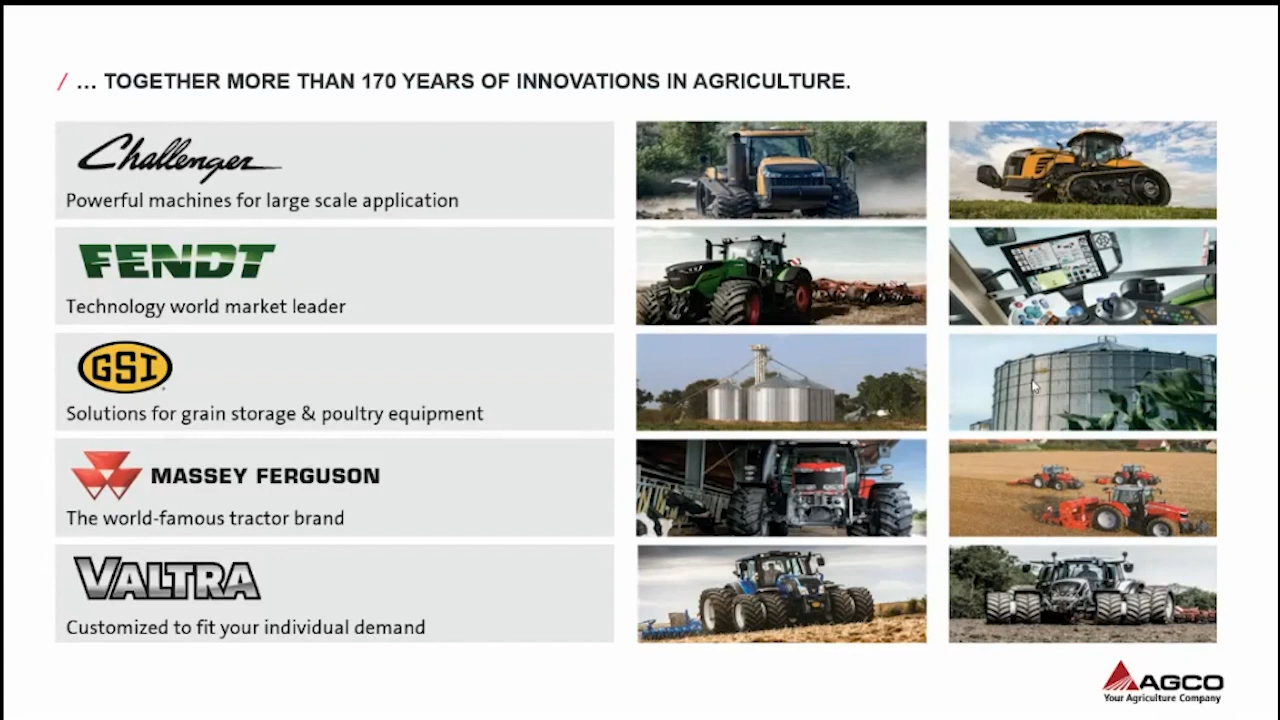 / ... TOGETHER MORE THAN 170 YEARS OF INNOVATIONS IN AGRICULTURE.
Challenger
Powerful machines for large scale application
FENDT
Technology world market leader
GSI
Solutions for grain storage & poultry equipment
MASSEY FERGUSON
The world-famous tractor brand
VALTRA
Customized to fit your individual demand
AGCO
Your Agriculture Company